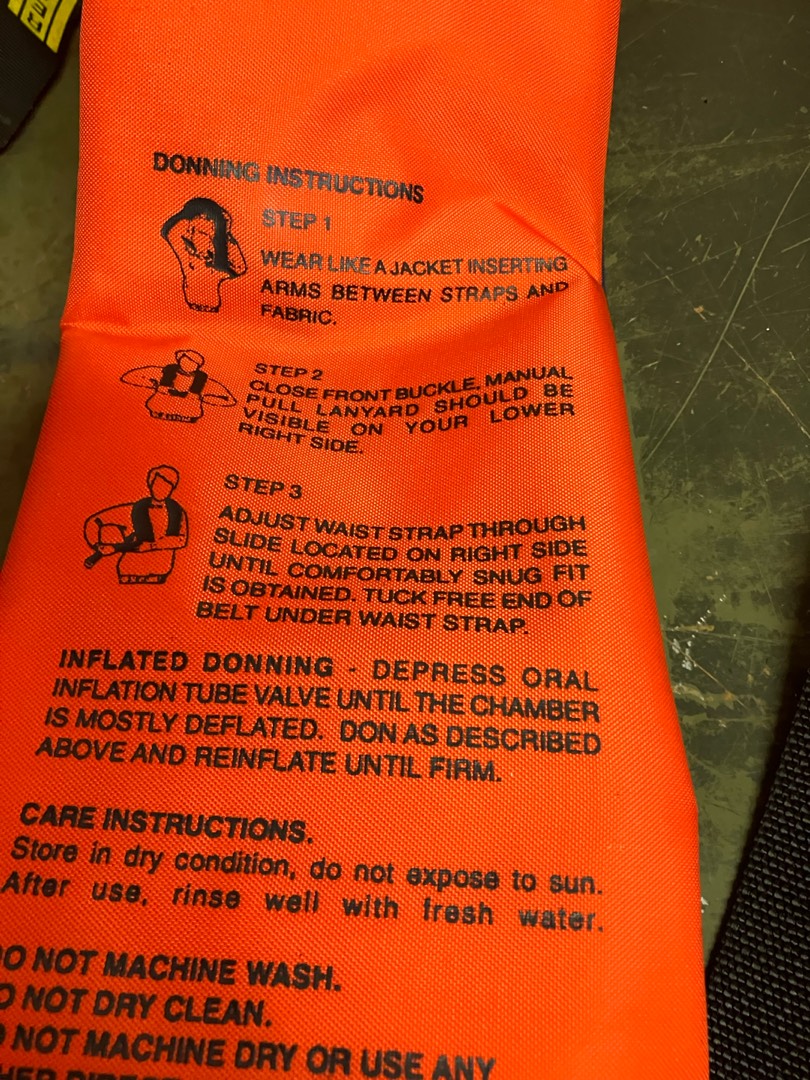 DONNING INSTRUCTIONS
STEP 1
WEAR LIKE A JACKET INSERTING
ARMS BETWEEN STRAPS AND
FABRIC.
STEP 2
CLOSE FRONT BUCKLE. MANUAL
PULL LANYARD SHOULD BE
VISIBLE ON YOUR LOWER
RIGHT SIDE.
STEP 3
ADJUST WAIST STRAP THROUGH
SLIDE LOCATED ON RIGHT SIDE
UNTIL COMFORTABLY SNUG FIT
IS OBTAINED. TUCK FREE END OF
BELT UNDER WAIST STRAP.
INFLATED DONNING - DEPRESS ORAL
INFLATION TUBE VALVE UNTIL THE CHAMBER
IS MOSTLY DEFLATED. DON AS DESCRIBED
ABOVE AND REINFLATE UNTIL FIRM.
CARE INSTRUCTIONS.
Store in dry condition, do not expose to sun.
After use, rinse well with fresh water.
DO NOT MACHINE WASH.
DO NOT DRY CLEAN.
DO NOT MACHINE DRY OR USE ANY